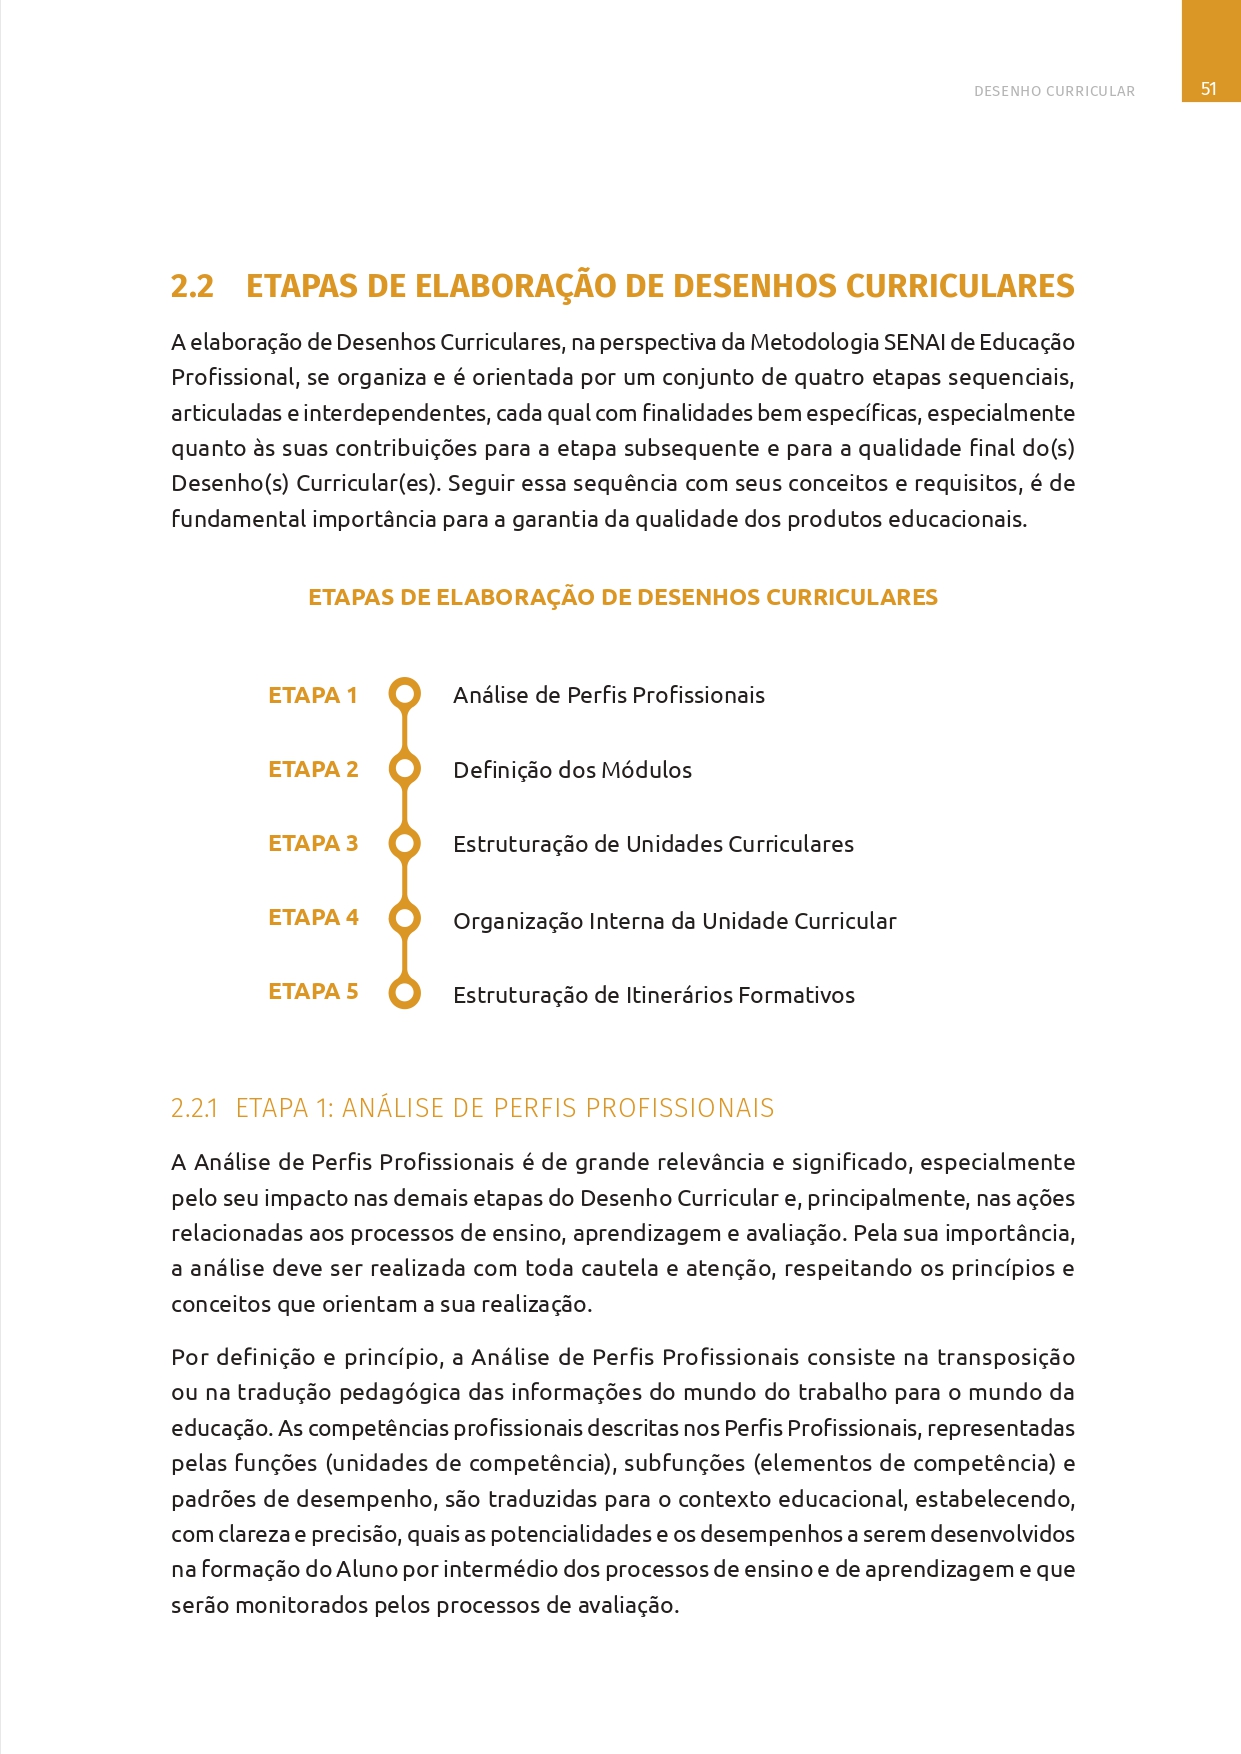 DESENHO CURRICULAR
51
2.2 ETAPAS DE ELABORAÇÃO DE DESENHOS CURRICULARES
A elaboração de Desenhos Curriculares, na perspectiva da Metodologia SENAI de Educação
Profissional, se organiza e é orientada por um conjunto de quatro etapas sequenciais,
articuladas e interdependentes, cada qual com finalidades bem específicas, especialmente
quanto às suas contribuições para a etapa subsequente e para a qualidade final do(s)
Desenho(s) Curricular(es). Seguir essa sequência com seus conceitos e requisitos, é de
fundamental importância para a garantia da qualidade dos produtos educacionais.
ETAPAS DE ELABORAÇÃO DE DESENHOS CURRICULARES
ETAPA 1 Análise de Perfis Profissionais
ETAPA 2 Definição dos Módulos
ETAPA 3 Estruturação de Unidades Curriculares
ETAPA 4 Organização Interna da Unidade Curricular
ETAPA 5 Estruturação de Itinerários Formativos
2.2.1 ETAPA 1: ANÁLISE DE PERFIS PROFISSIONAIS
A Análise de Perfis Profissionais é de grande relevância e significado, especialmente
pelo seu impacto nas demais etapas do Desenho Curricular e, principalmente, nas ações
relacionadas aos processos de ensino, aprendizagem e avaliação. Pela sua importância,
a análise deve ser realizada com toda cautela e atenção, respeitando os princípios e
conceitos que orientam a sua realização.
Por definição e princípio, a Análise de Perfis Profissionais consiste na transposição
ou na tradução pedagógica das informações do mundo do trabalho para o mundo da
educação. As competências profissionais descritas nos Perfis Profissionais, representadas
pelas funções (unidades de competência), subfunções (elementos de competência) e
padrões de desempenho, são traduzidas para o contexto educacional, estabelecendo,
com clareza e precisão, quais as potencialidades e os desempenhos a serem desenvolvidos
na formação do Aluno por intermédio dos processos de ensino e de aprendizagem e que
serão monitorados pelos processos de avaliação.